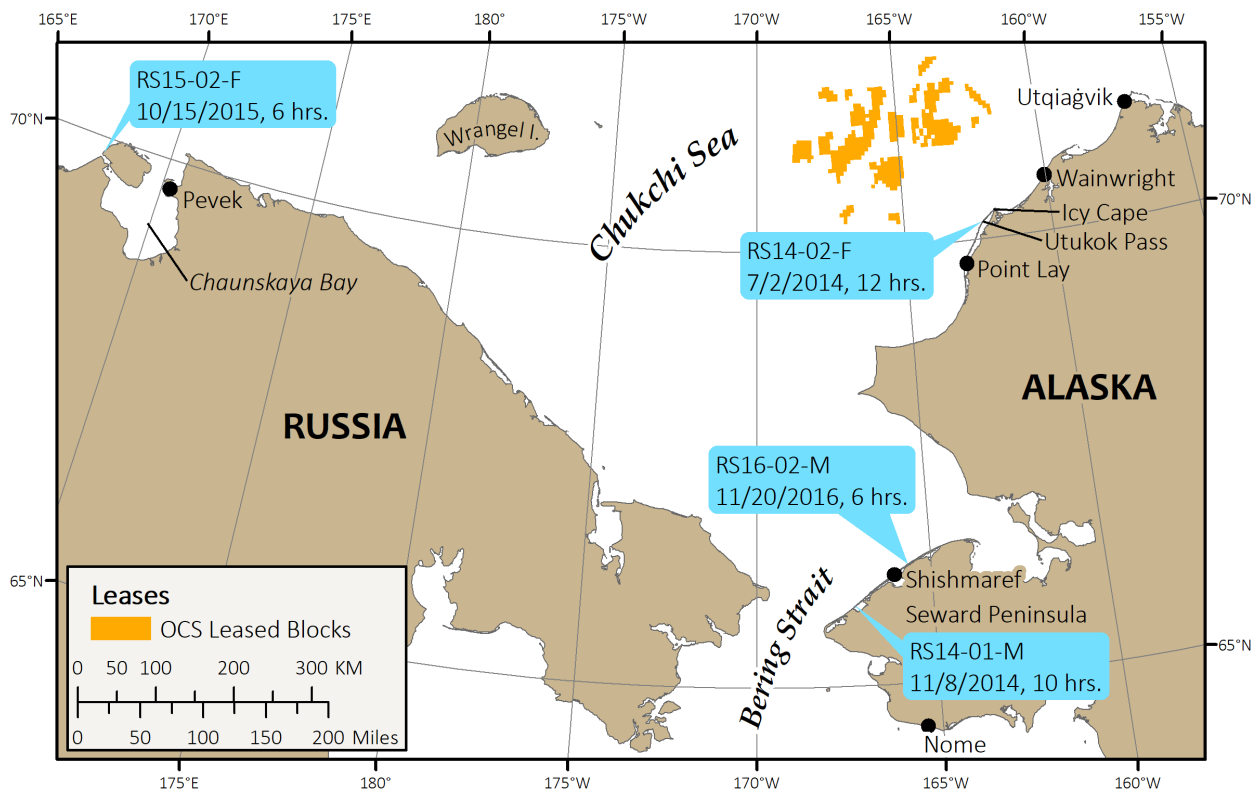 165°E
170°E
180°
175°W
170°W
165°W
160°W
155°W
RS15-02-F
10/15/2015, 6 hrs.
70°N
Wrangel I.
Chukchi Sea
Utqiaġvik
Wainwright
70°N
Icy Cape
Utukok Pass
Point Lay
Pevek
Chaunskaya Bay
RS14-02-F
7/2/2014, 12 hrs.
RUSSIA
ALASKA
RS16-02-M
11/20/2016, 6 hrs.
65°N
Shishmaref
Seward Peninsula
Bering Strait
RS14-01-M
11/8/2014, 10 hrs.
65°N
Nome
Leases
OCS Leased Blocks
0 50 100 200 300 KM
0 50 100 150 200 Miles
175°E
180°
175°W
170°W
165°W
160°W